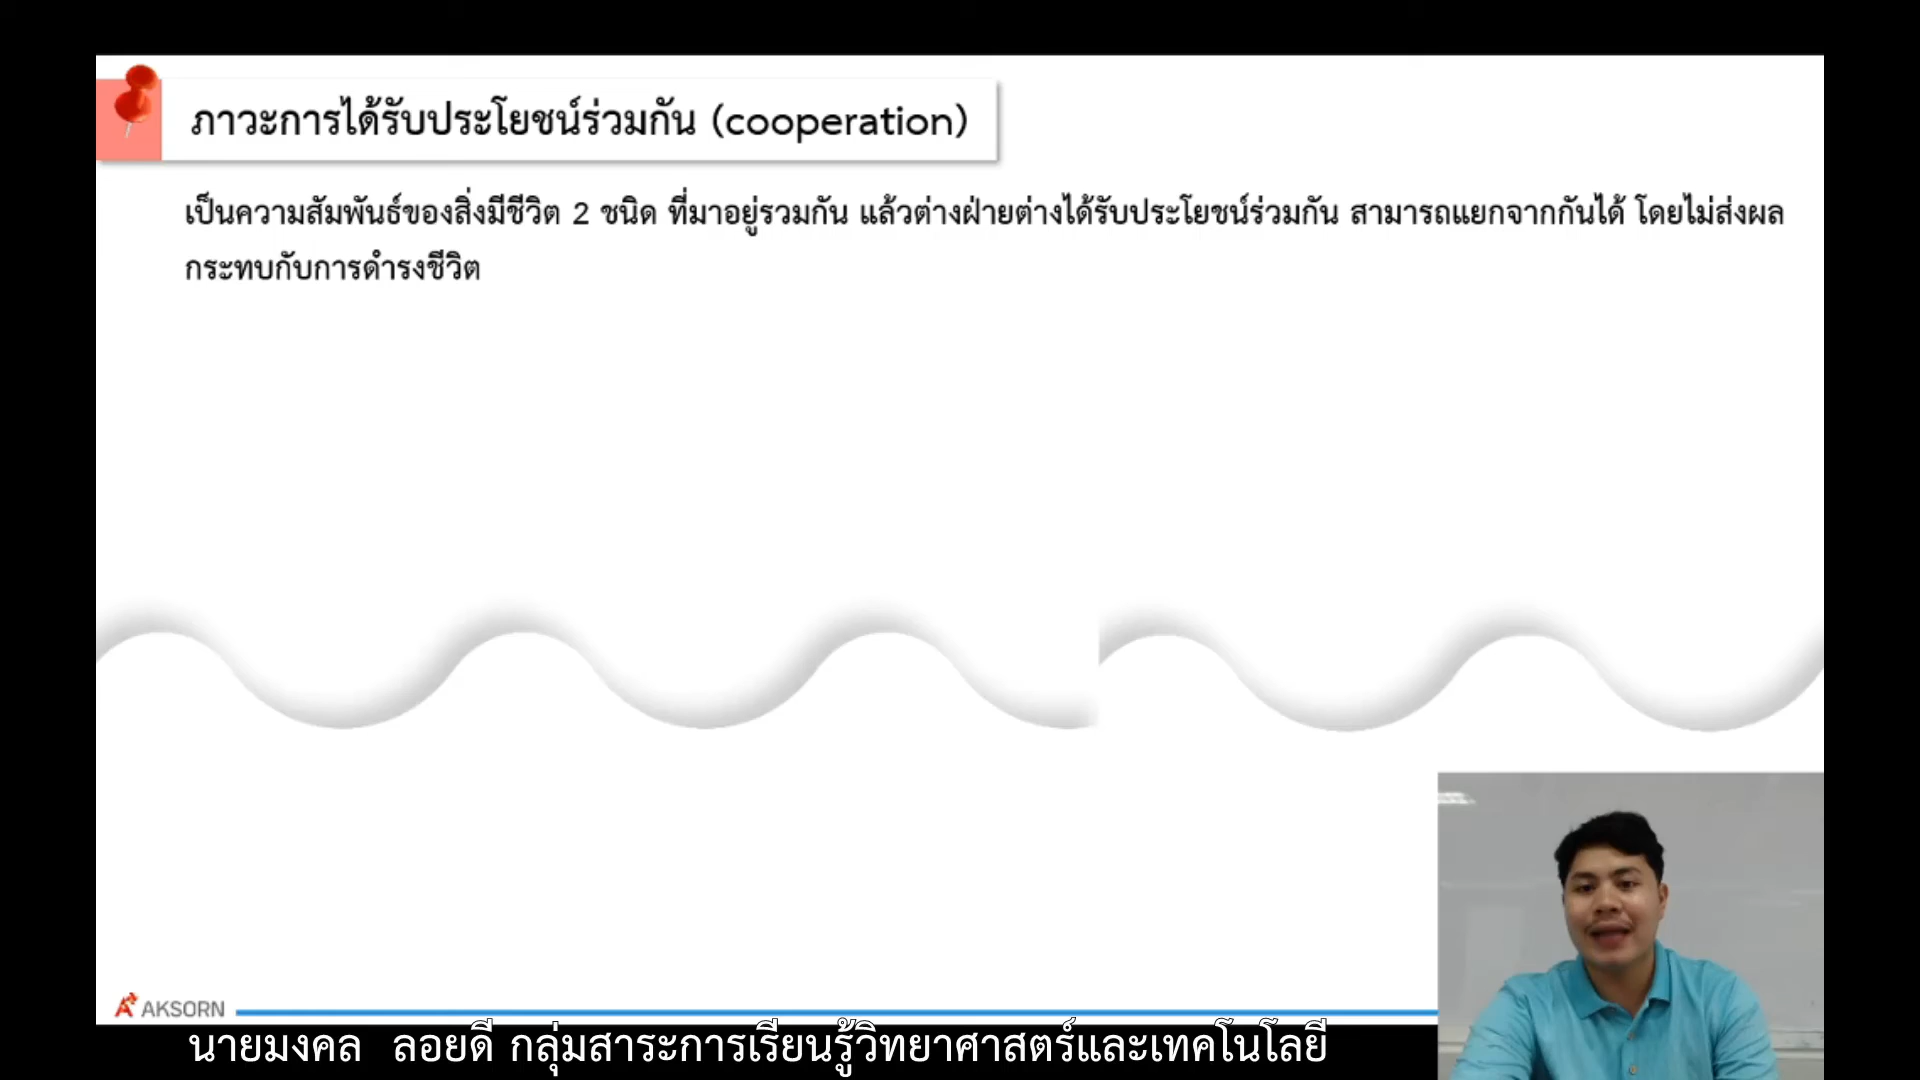 ภาวะการได้รับประโยชน์ร่วมกัน (cooperation)
เป็นความสัมพันธ์ของสิ่งมีชีวิต 2 ชนิด ที่มาอยู่รวมกัน แล้วต่างฝ่ายต่างได้รับประโยชน์ร่วมกัน สามารถแยกจากกันได้ โดยไม่ส่งผล
กระทบกับการดำรงชีวิต
AKSORN
นายมงคล  ลอยดี กลุ่มสาระการเรียนรู้วิทยาศาสตร์และเทคโนโลยี